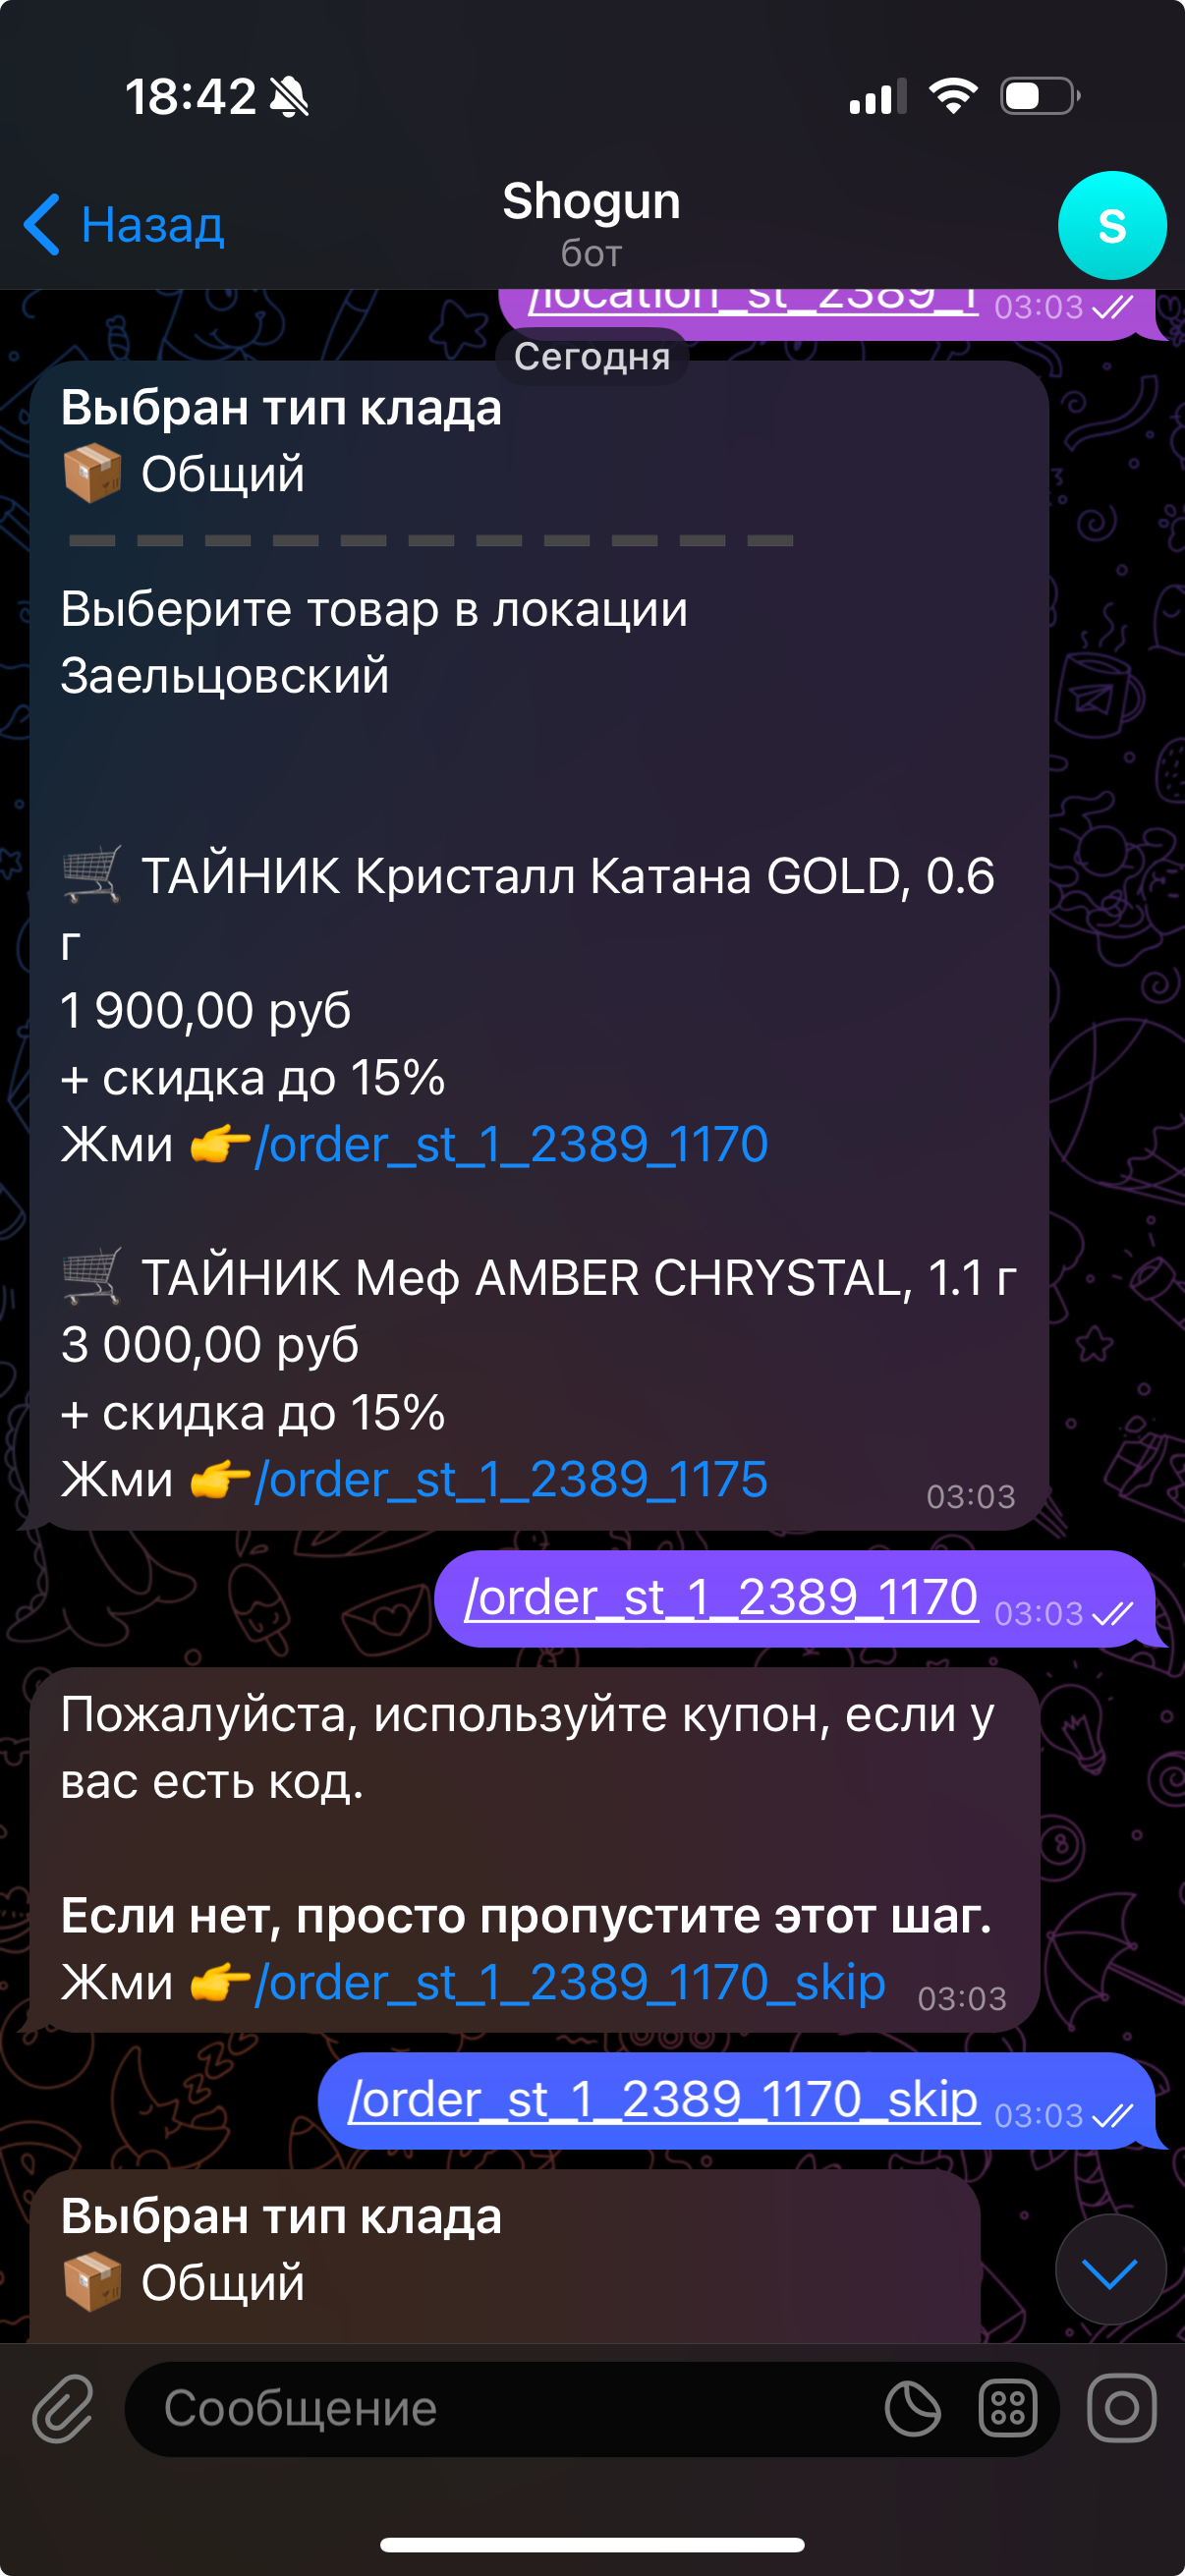 18:42
Назад
Shogun
бот
S
/location_st_2389_1 03:03
Сегодня
Выбран тип клада
📦 Общий
Выберите товар в локации
Заельцовский
🛒 ТАЙНИК Кристалл Катана GOLD, 0.6
г
1 900,00 руб
+ скидка до 15%
Жми 👉/order_st_1_2389_1170
🛒 ТАЙНИК Меф AMBER CHRYSTAL, 1.1 г
3 000,00 руб
+ скидка до 15%
Жми 👉/order_st_1_2389_1175 03:03
/order_st_1_2389_1170 03:03
Пожалуйста, используйте купон, если у
вас есть код.
Если нет, просто пропустите этот шаг.
Жми 👉/order_st_1_2389_1170_skip 03:03
/order_st_1_2389_1170_skip 03:03
Выбран тип клада
📦 Общий
Сообщение